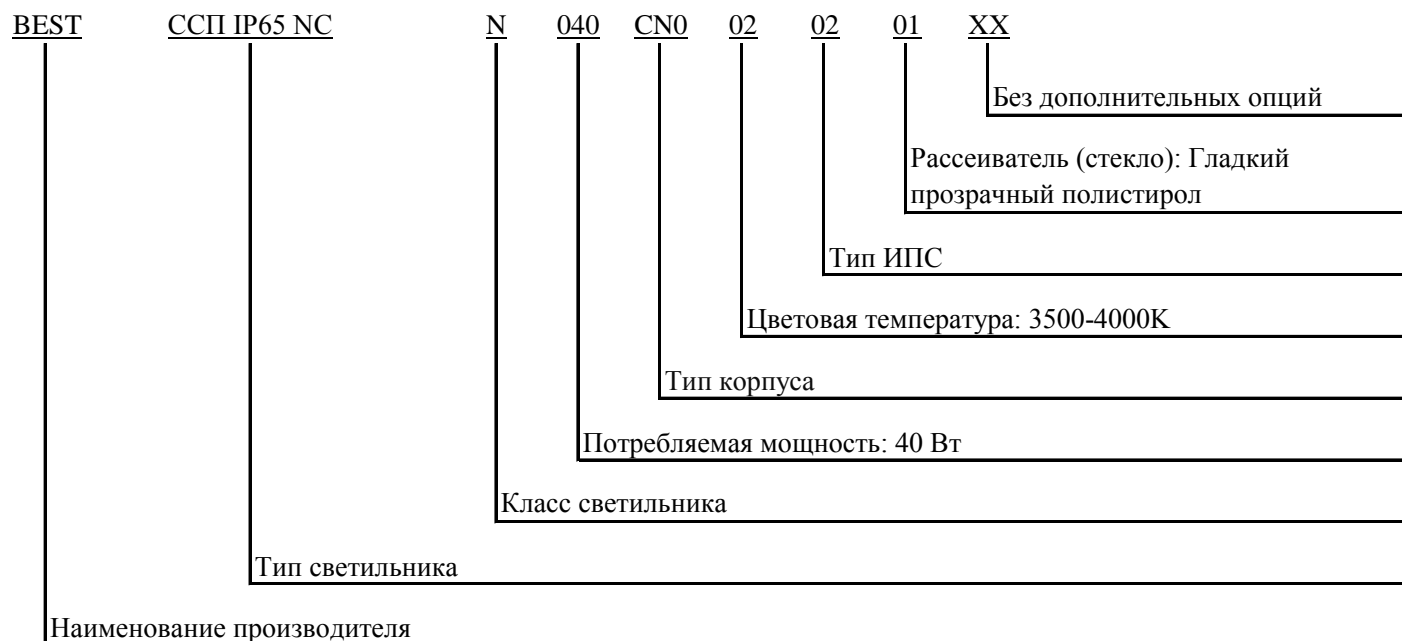 BEST ССП IP65 NC N 040 CN0 02 02 01 XX
Без дополнительных опций
Рассеиватель (стекло): Гладкий
прозрачный полистирол
Тип ИПС
Цветовая температура: 3500-4000K
Тип корпуса
Потребляемая мощность: 40 Вт
Класс светильника
Тип светильника
Наименование производителя